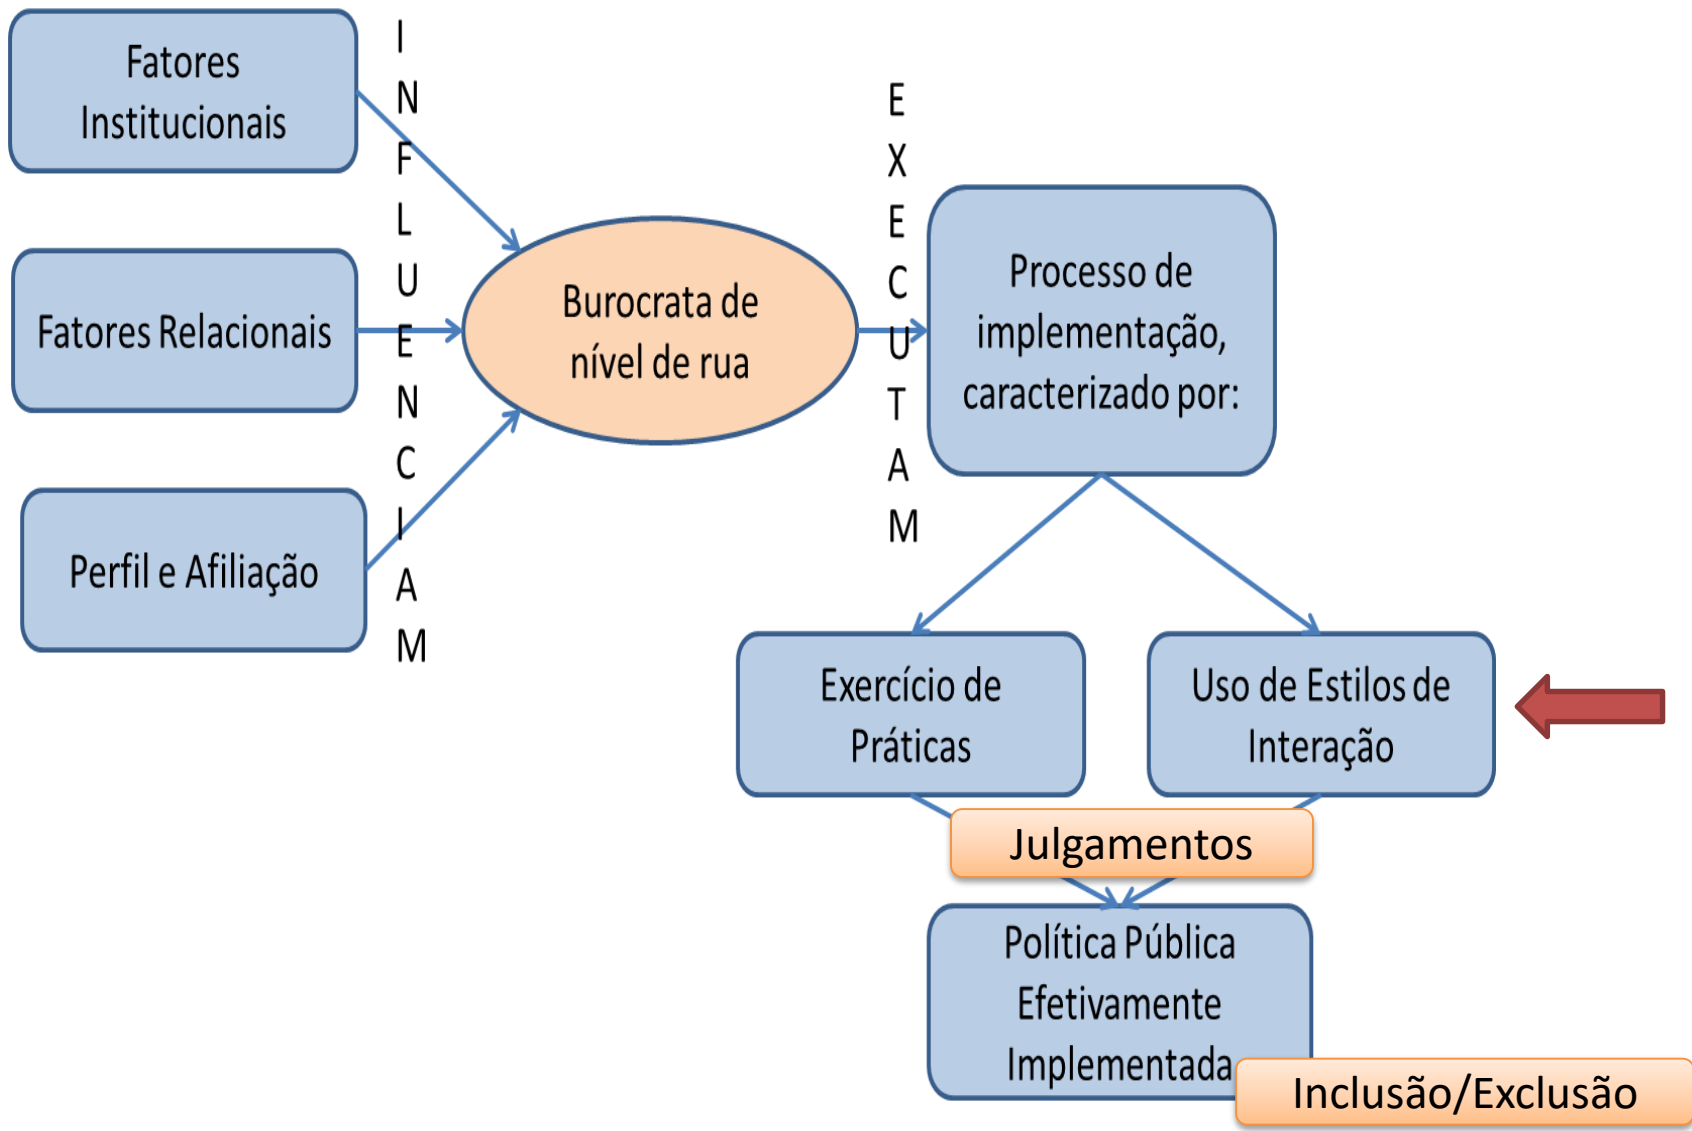 Fatores
Institucionais
Fatores Relacionais
Perfil e Afiliação
I
N
F
L
U
E
N
C
I
A
M
Burocrata de
nível de rua
E
X
E
C
U
T
A
M
Processo de
implementação,
caracterizado por:
Exercício de
Práticas
Uso de Estilos de
Interação
Julgamentos
Política Pública
Efetivamente
Implementada
Inclusão/Exclusão